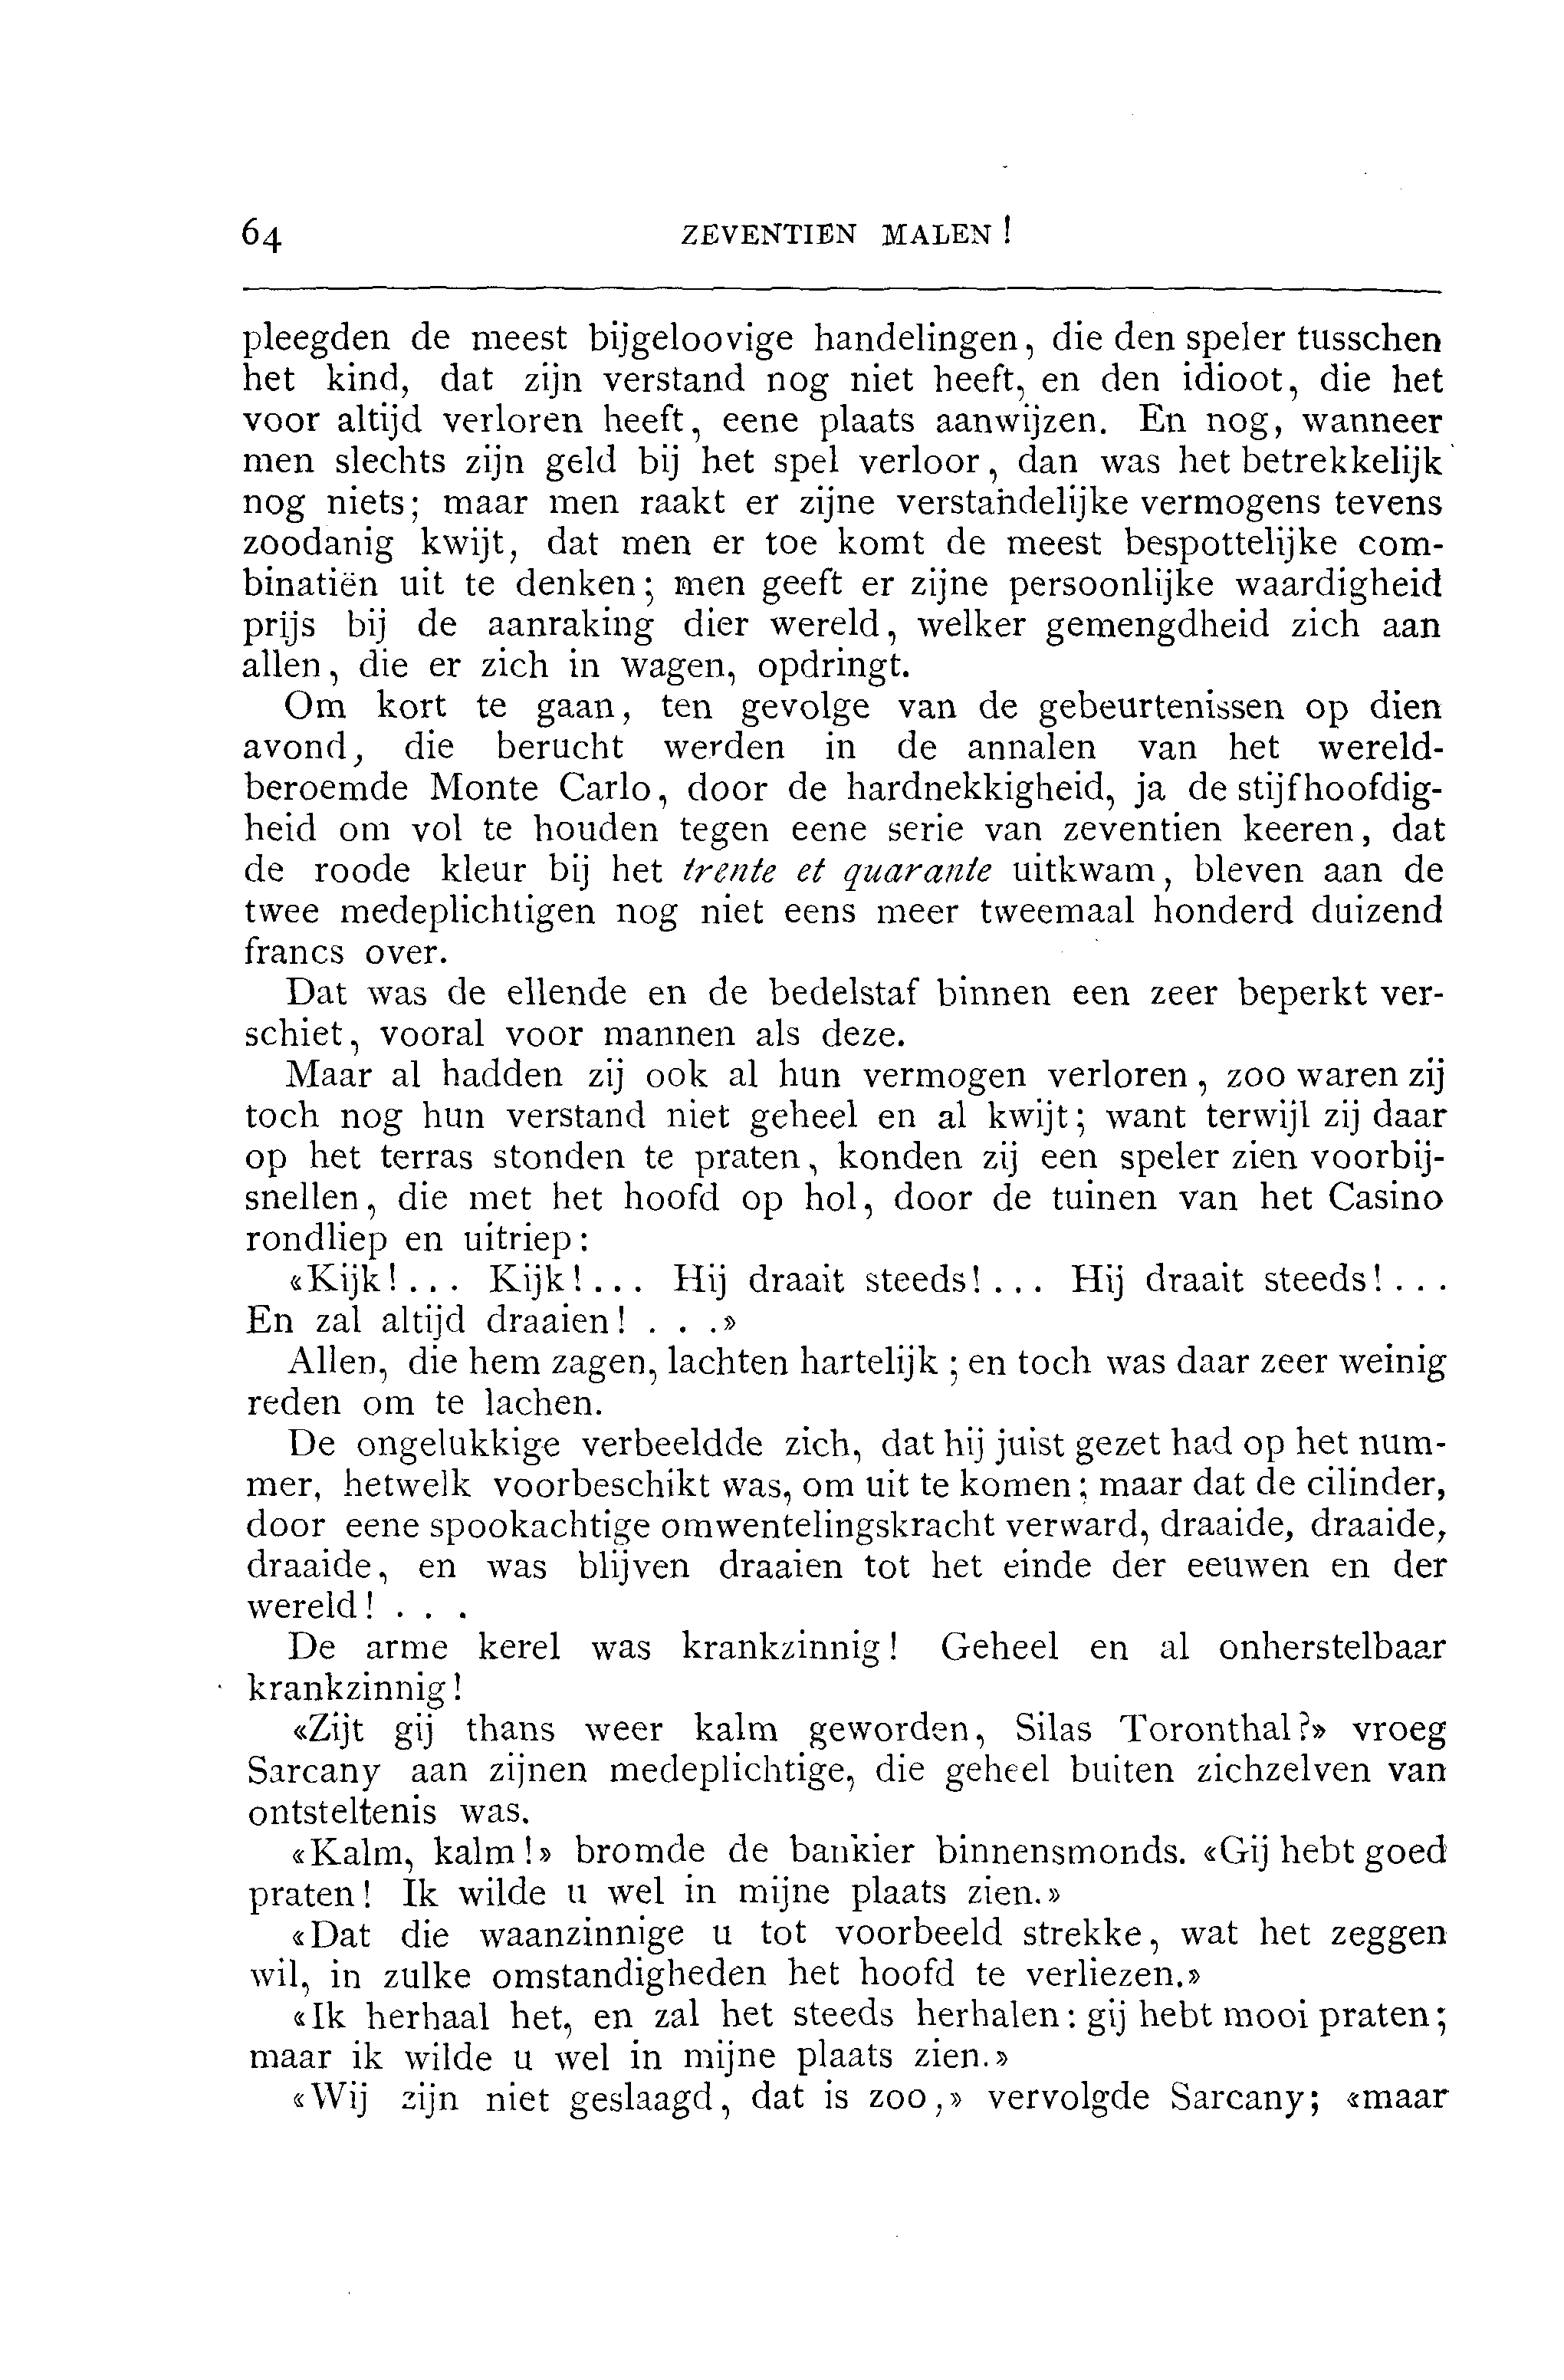 64 ZEVENTIEN MALEN!
pleegden de meest bijgeloovige handelingen, die den speler tusschen
het kind, dat zijn verstand nog niet heeft, en den idioot, die het
voor altijd verloren heeft, eene plaats aanwijzen. En nog, wanneer
men slechts zijn geld bij het spel verloor, dan was het betrekkelijk
nog niets; maar men raakt er zijne verstandelijke vermogens tevens
zoodanig kwijt, dat men er toe komt de meest bespottelijke com-
binatiën uit te denken; men geeft er zijne persoonlijke waardigheid
prijs bij de aanraking dier wereld, welker gemengdheid zich aan
allen, die er zich in wagen, opdringt.
Om kort te gaan, ten gevolge van de gebeurtenissen op dien
avond, die berucht werden in de annalen van het wereld-
beroemde Monte Carlo, door de hardnekkigheid, ja de stijfhoofdig-
heid om vol te houden tegen eene serie van zeventien keeren, dat
de roode kleur bij het trente et quarante uitkwam, bleven aan de
twee medeplichtigen nog niet eens meer tweemaal honderd duizend
francs over.
Dat was de ellende en de bedelstaf binnen een zeer beperkt ver-
schiet, vooral voor mannen als deze.
Maar al hadden zij ook al hun vermogen verloren, zoo waren zij
toch nog hun verstand niet geheel en al kwijt; want terwijl zij daar
op het terras stonden te praten, konden zij een speler zien voorbij-
snellen, die met het hoofd op hol, door de tuinen van het Casino
rondliep en uitriep:
«Kijk!... Kijk!... Hij draait steeds!... Hij draait steeds!...
En zal altijd draaien! . . .»
Allen, die hem zagen, lachten hartelijk; en toch was daar zeer weinig
reden om te lachen.
De ongelukkige verbeeldde zich, dat hij juist gezet had op het num-
mer, hetwelk voorbeschikt was, om uit te komen; maar dat de cilinder,
door eene spookachtige omwentelingskracht verward, draaide, draaide,
draaide, en was blijven draaien tot het einde der eeuwen en der
wereld! . . .
De arme kerel was krankzinnig! Geheel en al onherstelbaar
krankzinnig!
«Zijt gij thans weer kalm geworden, Silas Toronthal?» vroeg
Sarcany aan zijnen medeplichtige, die geheel buiten zichzelven van
ontsteltenis was.
«Kalm, kalm!» bromde de bankier binnensmonds. «Gij hebt goed
praten! Ik wilde u wel in mijne plaats zien.»
«Dat die waanzinnige u tot voorbeeld strekke, wat het zeggen
wil, in zulke omstandigheden het hoofd te verliezen.»
«Ik herhaal het, en zal het steeds herhalen: gij hebt mooi praten;
maar ik wilde u wel in mijne plaats zien.»
«Wij zijn niet geslaagd, dat is zoo,» vervolgde Sarcany; «maar